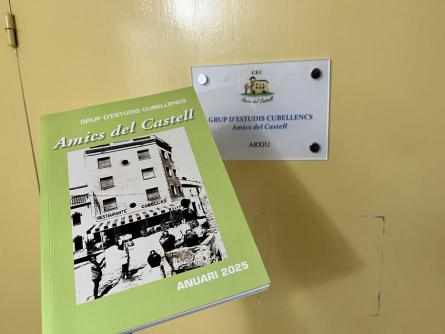 GRUP D'ESTUDIS CUBELLENCS
Amics del Castell
RESTAURANTE CUBELLAS
ANUARI 2025
GEC
Amics del Castell
GRUP D'ESTUDIS CUBELLENCS
Amics del Castell
ARXIU